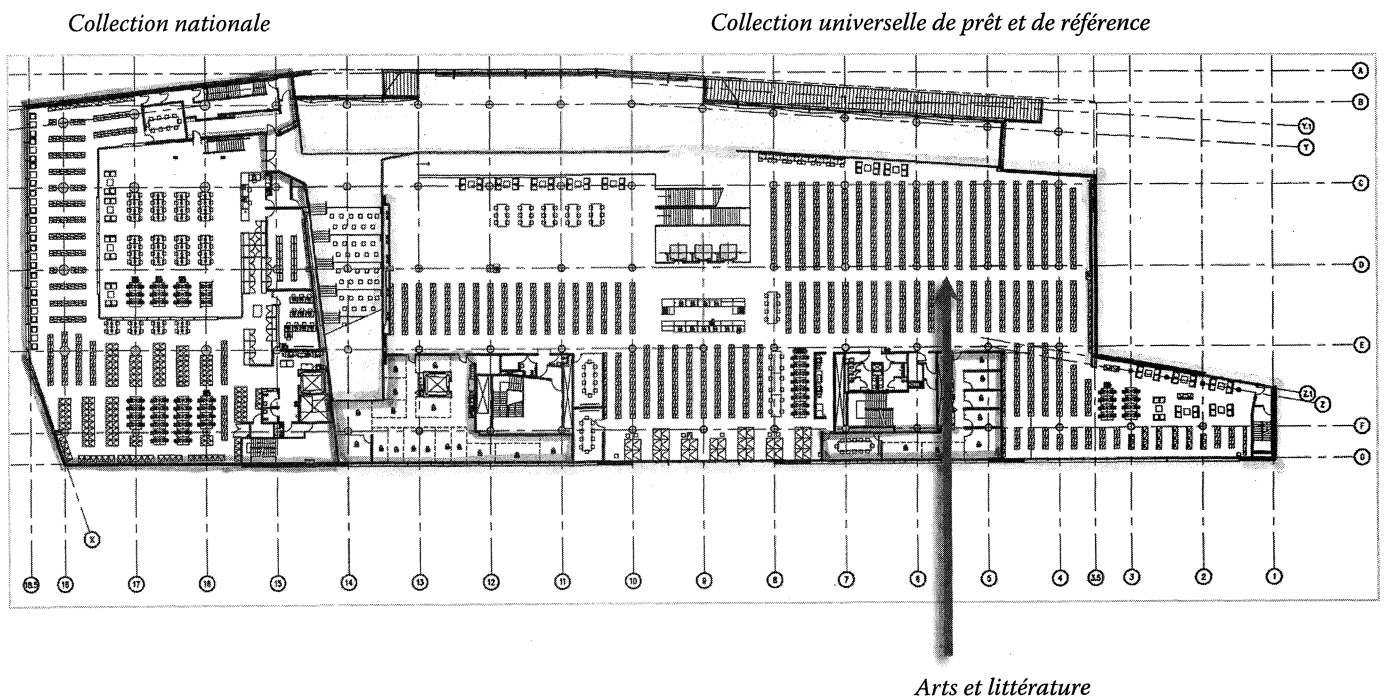 Collection nationale
Collection universelle de prêt et de référence
A
B
Y.1
Y
C
D
E
Z.1
Z
F
G
X
18.5 18 17 16 15 14 13 12 11 10 9 8 7 6 5 4 3.5 3 2 1
Arts et littérature